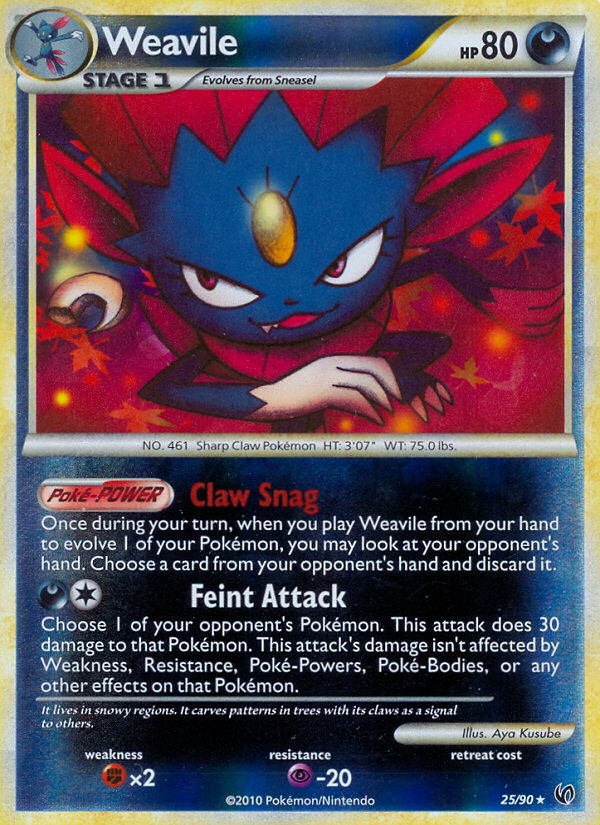 Weavile
HP 80
STAGE 1
Evolves from Sneasel
NO. 461 Sharp Claw Pokémon HT: 3'07" WT: 75.0 lbs.
Poké-POWER Claw Snag
Once during your turn, when you play Weavile from your hand
to evolve 1 of your Pokémon, you may look at your opponent's
hand. Choose a card from your opponent's hand and discard it.
Feint Attack
Choose 1 of your opponent's Pokémon. This attack does 30
damage to that Pokémon. This attack's damage isn't affected by
Weakness, Resistance, Poké-Powers, Poké-Bodies, or any
other effects on that Pokémon.
It lives in snowy regions. It carves patterns in trees with its claws as a signal
to others.
Illus. Aya Kusube
weakness resistance retreat cost
×2 -20
©2010 Pokémon/Nintendo 25/90 ★